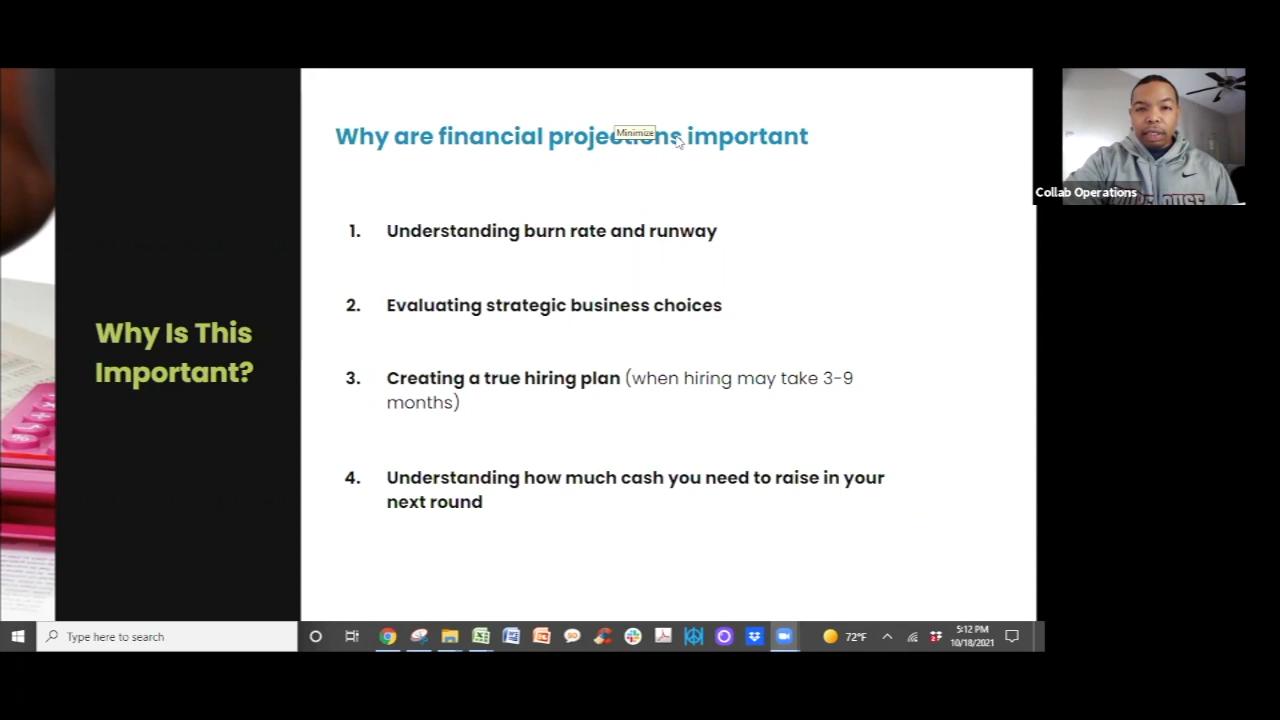 Why are financial projections important
Minimize
1. Understanding burn rate and runway
2. Evaluating strategic business choices
3. Creating a true hiring plan (when hiring may take 3-9
months)
4. Understanding how much cash you need to raise in your
next round
Why Is This
Important?
Collab Operations
Type here to search
72°F
5:12 PM
10/18/2021